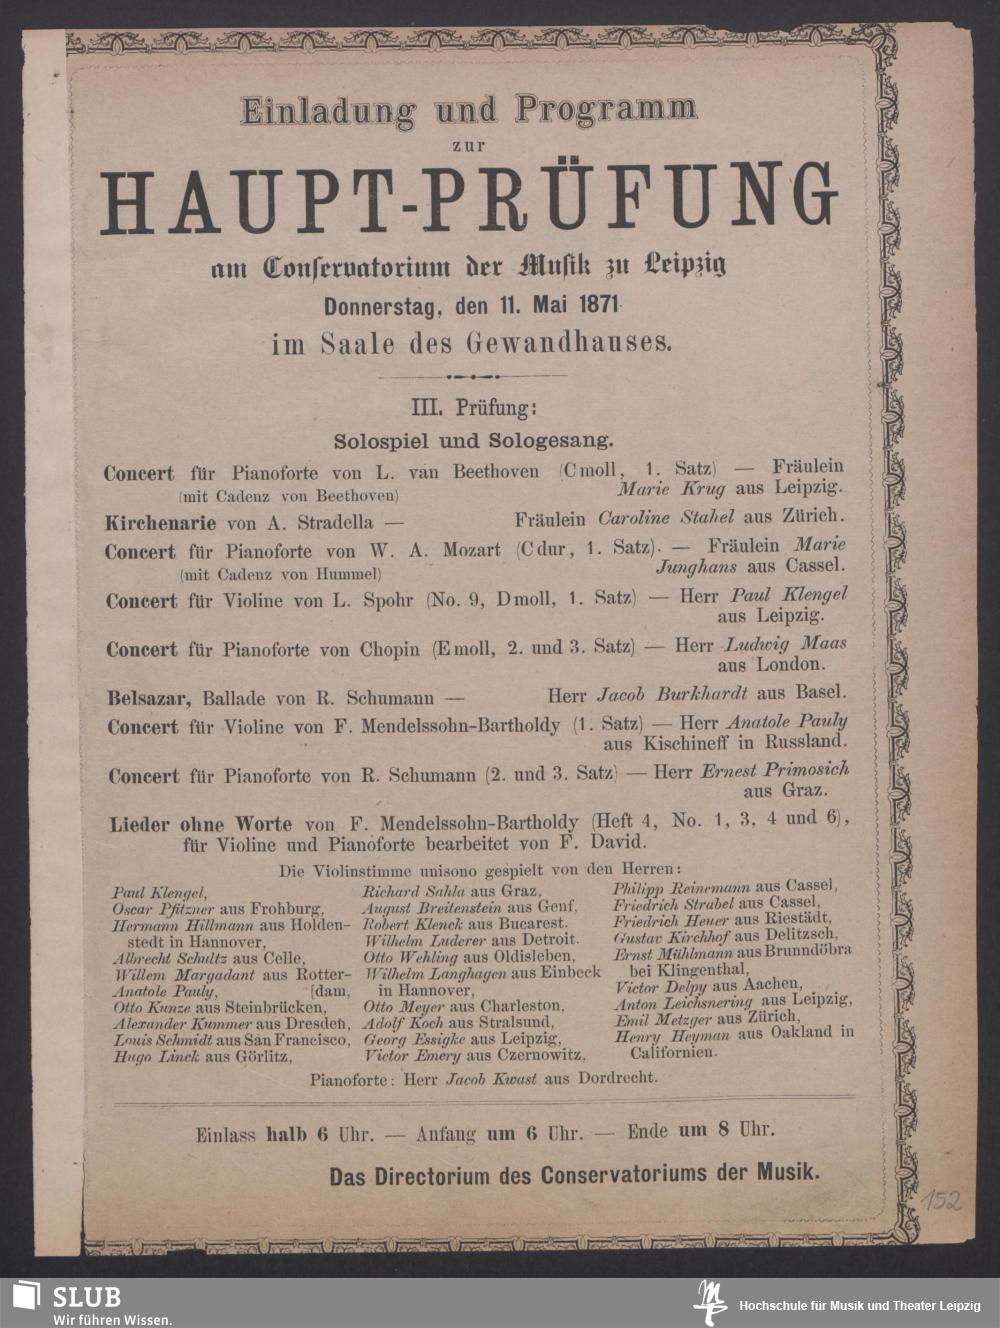 Einladung und Programm
zur
HAUPT-PRÜFUNG
am Conservatorium der Musik zu Leipzig
Donnerstag, den 11. Mai 1871
im Saale des Gewandhauses.
III. Prüfung:
Solospiel und Sologesang.
Concert für Pianoforte von L. van Beethoven (C moll, 1. Satz) — Fräulein
(mit Cadenz von Beethoven) Marie Krug aus Leipzig.
Kirchenarie von A. Stradella — Fräulein Caroline Stahel aus Zürich.
Concert für Pianoforte von W. A. Mozart (C dur, 1. Satz). — Fräulein Marie
(mit Cadenz von Hummel) Junghans aus Cassel.
Concert für Violine von L. Spohr (No. 9, D moll, 1. Satz) — Herr Paul Klengel
aus Leipzig.
Concert für Pianoforte von Chopin (E moll, 2. und 3. Satz) — Herr Ludwig Maas
aus London.
Belsazar, Ballade von R. Schumann — Herr Jacob Burkhardt aus Basel.
Concert für Violine von F. Mendelssohn-Bartholdy (1. Satz) — Herr Anatole Pauly
aus Kischineff in Russland.
Concert für Pianoforte von R. Schumann (2. und 3. Satz) — Herr Ernest Primosich
aus Graz.
Lieder ohne Worte von F. Mendelssohn-Bartholdy (Heft 4, No. 1, 3, 4 und 6),
für Violine und Pianoforte bearbeitet von F. David.
Die Violinstimme unisono gespielt von den Herren:
Paul Klengel,
Oscar Pfitzner aus Frohburg,
Hermann Hillmann aus Holden-
stedt in Hannover,
Albrecht Schultz aus Celle,
Willem Margadant aus Rotter-
Anatole Pauly, [dam,
Otto Kunze aus Steinbrücken,
Alexander Kummer aus Dresden,
Louis Schmidt aus San Francisco,
Hugo Linck aus Görlitz,
Richard Sahla aus Graz,
August Breitenstein aus Genf,
Robert Klenck aus Bucarest.
Wilhelm Luderer aus Detroit.
Otto Wehling aus Oldisleben,
Wilhelm Langhagen aus Einbeck
in Hannover,
Otto Meyer aus Charleston,
Adolf Koch aus Stralsund,
Georg Essigke aus Leipzig,
Victor Emery aus Czernowitz,
Philipp Reinemann aus Cassel,
Friedrich Strubel aus Cassel,
Friedrich Heuer aus Riestädt,
Gustav Kirchhof aus Delitzsch,
Ernst Mühlmann aus Brunndöbra
bei Klingenthal,
Victor Delpy aus Aachen,
Anton Leichsnering aus Leipzig,
Emil Metzger aus Zürich,
Henry Heyman aus Oakland in
Californien.
Pianoforte: Herr Jacob Kwast aus Dordrecht.
Einlass halb 6 Uhr. — Anfang um 6 Uhr. — Ende um 8 Uhr.
Das Directorium des Conservatoriums der Musik.
152
SLUB
Wir führen Wissen.
Hochschule für Musik und Theater Leipzig